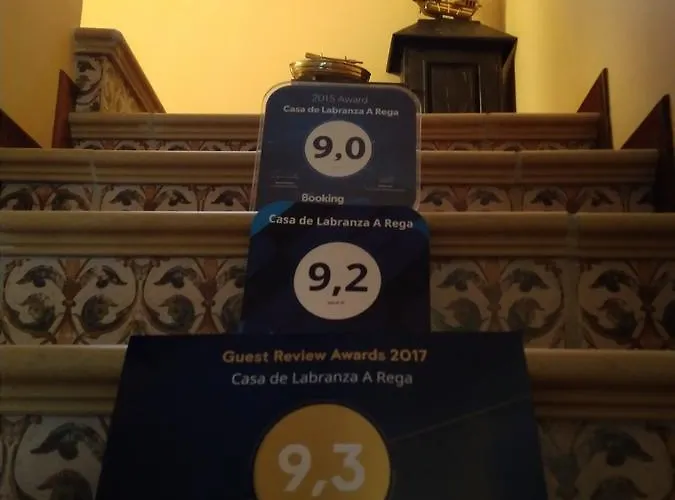 2015 Award
Casa de Labranza A Rega
9,0
Booking
Casa de Labranza A Rega
9,2
Guest Review Awards 2017
Casa de Labranza A Rega
9,3